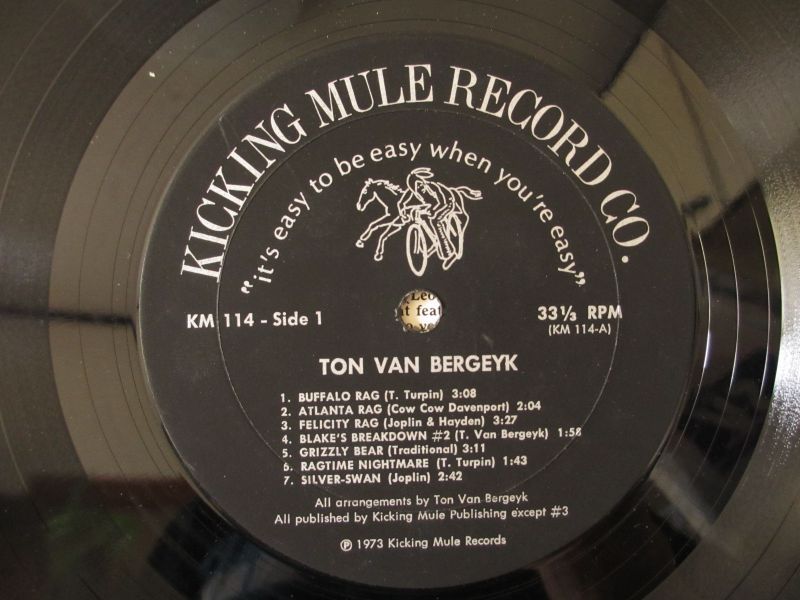 KICKING MULE RECORD CO.
"it's easy to be easy when you're easy"
KM 114 - Side 1
33⅓ RPM
(KM 114-A)
TON VAN BERGEYK
1. BUFFALO RAG (T. Turpin) 3:08
2. ATLANTA RAG (Cow Cow Davenport) 2:04
3. FELICITY RAG (Joplin & Hayden) 3:27
4. BLAKE'S BREAKDOWN #2 (T. Van Bergeyk) 1:58
5. GRIZZLY BEAR (Traditional) 3:11
6. RAGTIME NIGHTMARE (T. Turpin) 1:43
7. SILVER-SWAN (Joplin) 2:42
All arrangements by Ton Van Bergeyk
All published by Kicking Mule Publishing except #3
℗ 1973 Kicking Mule Records